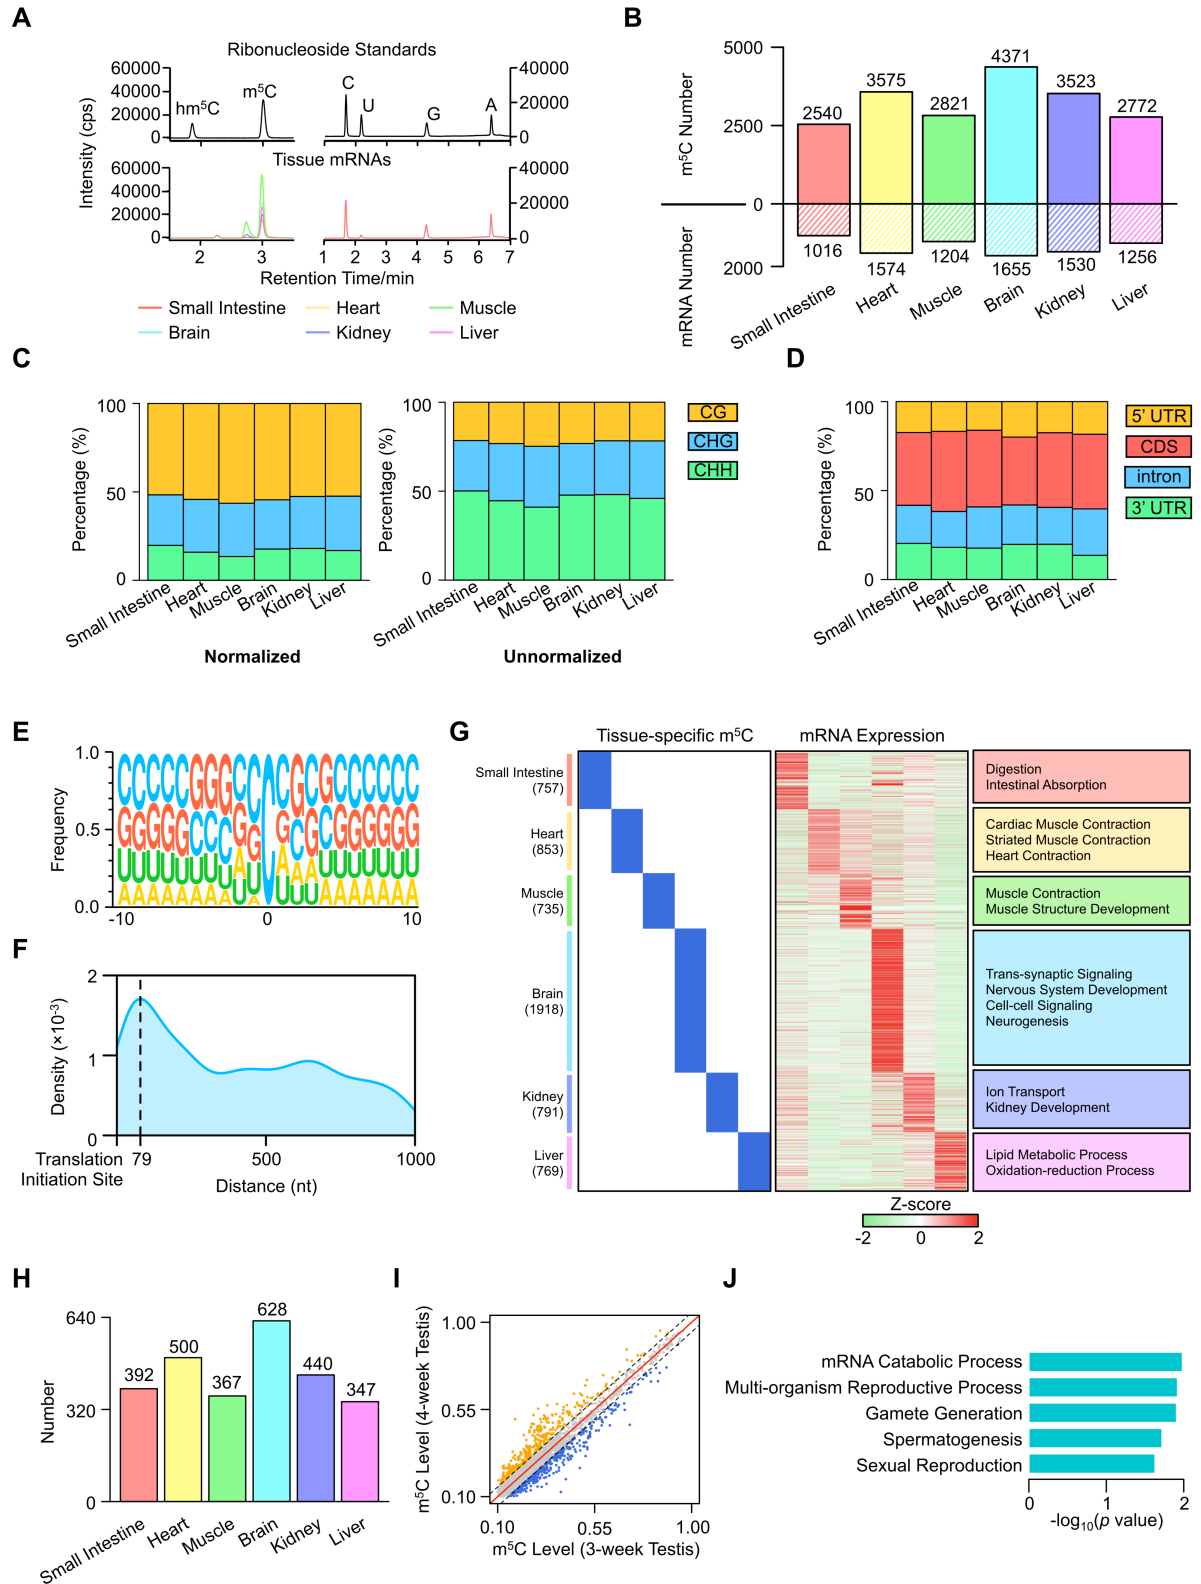 A
Ribonucleoside Standards
Intensity (cps)
60000
40000
20000
0
hm⁵C
m⁵C
C
U
G
A
40000
20000
0
Tissue mRNAs
60000
40000
20000
0
40000
20000
0
2 3 1 2 3 4 5 6 7
Retention Time/min
Small Intestine Heart Muscle
Brain Kidney Liver
B
m⁵C Number
mRNA Number
5000
2500
0
2000
2540 3575 2821 4371 3523 2772
1016 1574 1204 1655 1530 1256
Small Intestine Heart Muscle Brain Kidney Liver
C
Percentage (%)
100
50
0
Small Intestine Heart Muscle Brain Kidney Liver
Normalized
Percentage (%)
100
50
0
Small Intestine Heart Muscle Brain Kidney Liver
Unnormalized
CG
CHG
CHH
D
Percentage (%)
100
50
0
Small Intestine Heart Muscle Brain Kidney Liver
5’ UTR
CDS
intron
3’ UTR
E
Frequency
1.0
0.5
0.0
CCCCCGGGCCCCGCGCCCCCC
GGGGGCCCGGGCGCGGGGGG
UUUUUUUUAAAAAUUUUUUU
AAAAAAAAUUUUUAAAAAAA
-10 0 10
F
Density (×10⁻³)
2
1
0
Translation Initiation Site
79 500 1000
Distance (nt)
G
Tissue-specific m⁵C
mRNA Expression
Small Intestine
(757)
Heart
(853)
Muscle
(735)
Brain
(1918)
Kidney
(791)
Liver
(769)
Digestion
Intestinal Absorption
Cardiac Muscle Contraction
Striated Muscle Contraction
Heart Contraction
Muscle Contraction
Muscle Structure Development
Trans-synaptic Signaling
Nervous System Development
Cell-cell Signaling
Neurogenesis
Ion Transport
Kidney Development
Lipid Metabolic Process
Oxidation-reduction Process
Z-score
-2 0 2
H
Number
640
320
0
392 500 367 628 440 347
Small Intestine Heart Muscle Brain Kidney Liver
I
m⁵C Level (4-week Testis)
1.00
0.55
0.10
0.10 0.55 1.00
m⁵C Level (3-week Testis)
J
mRNA Catabolic Process
Multi-organism Reproductive Process
Gamete Generation
Spermatogenesis
Sexual Reproduction
0 1 2
-log₁₀(p value)